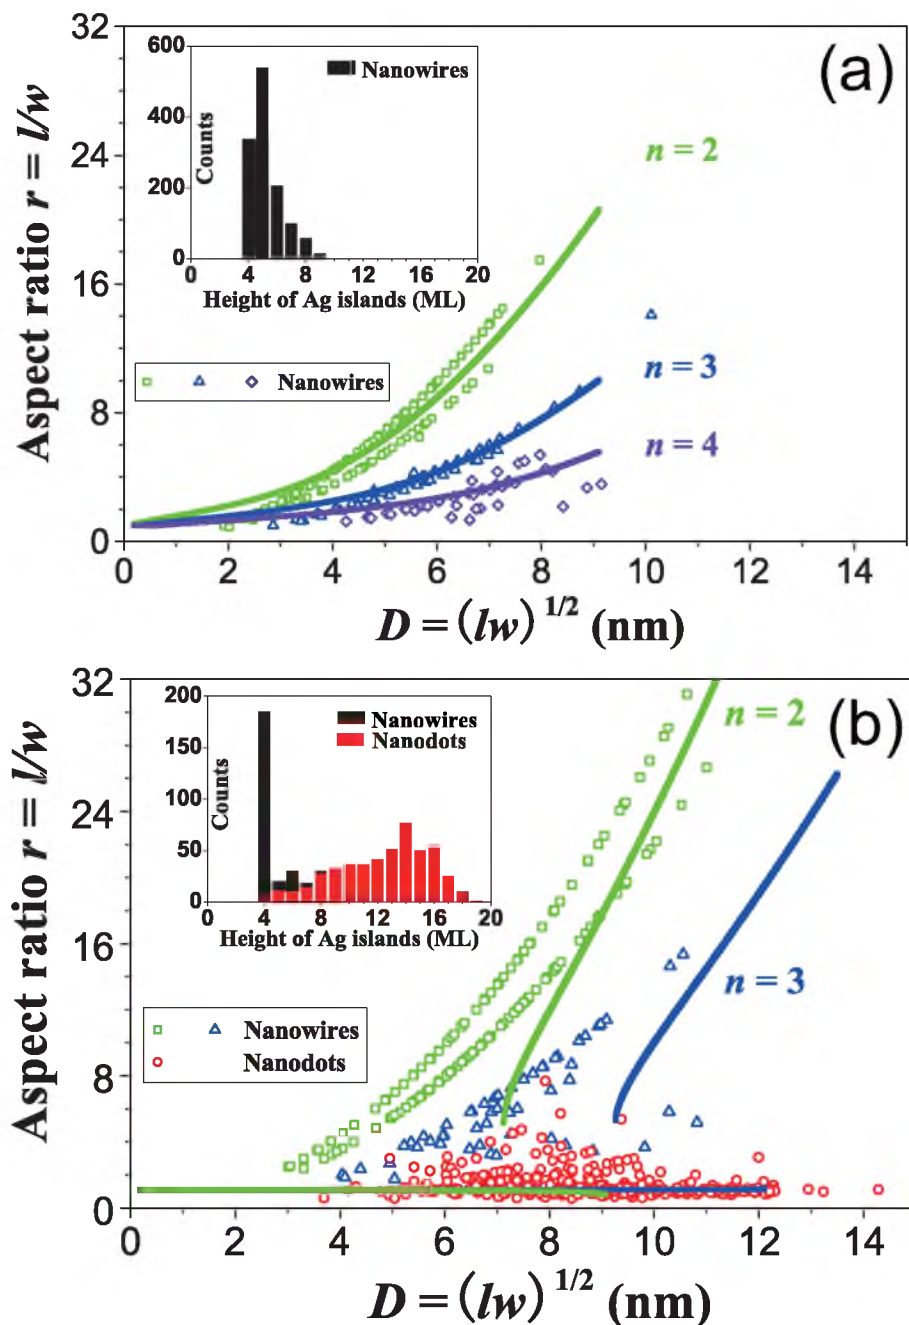 (a)
Aspect ratio r = l/w
32
24
16
8
0
n = 2
n = 3
n = 4
600
400
200
0
Counts
Nanowires
4 8 12 16 20
Height of Ag islands (ML)
Nanowires
0 2 4 6 8 10 12 14
D = (lw) 1/2 (nm)
(b)
Aspect ratio r = l/w
32
24
16
8
0
n = 2
n = 3
200
150
100
50
0
Counts
Nanowires
Nanodots
0 4 8 12 16 20
Height of Ag islands (ML)
Nanowires
Nanodots
0 2 4 6 8 10 12 14
D = (lw) 1/2 (nm)